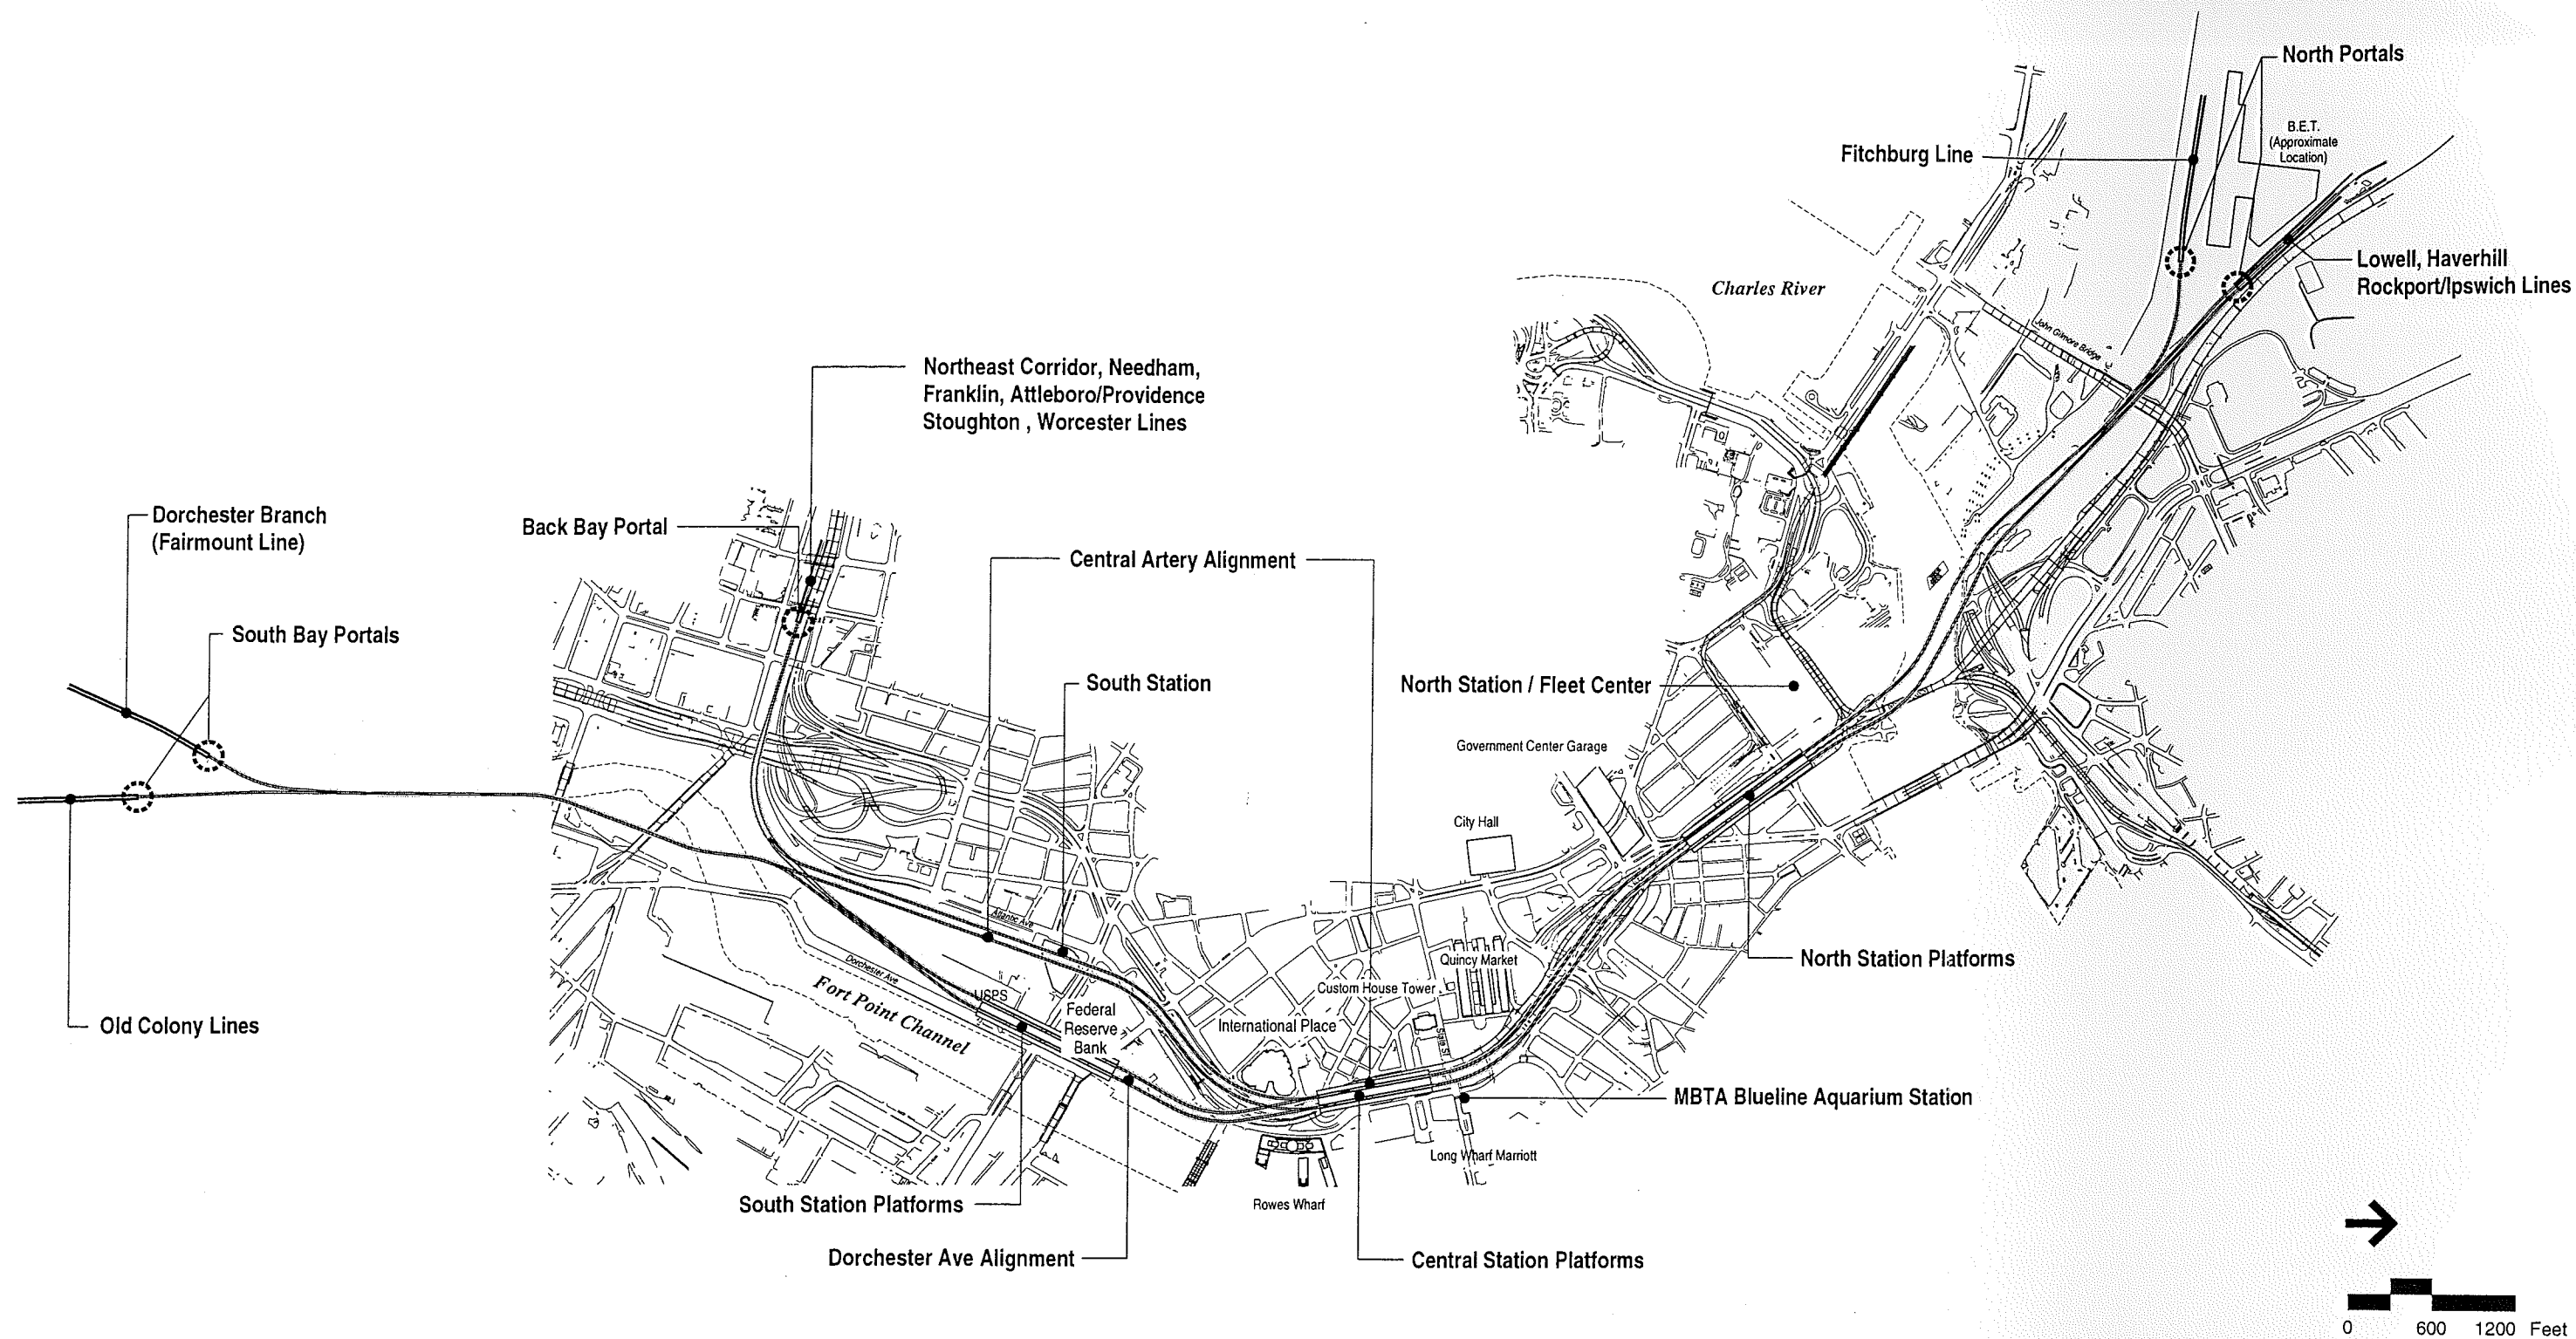 North Portals
B.E.T.
(Approximate
Location)
Fitchburg Line
Lowell, Haverhill
Rockport/Ipswich Lines
Charles River
John Gilmore Bridge
Northeast Corridor, Needham,
Franklin, Attleboro/Providence
Stoughton , Worcester Lines
Dorchester Branch
(Fairmount Line)
Back Bay Portal
Central Artery Alignment
South Bay Portals
South Station
North Station / Fleet Center
Government Center Garage
City Hall
Atlantic Ave
Dorchester Ave
Quincy Market
North Station Platforms
Custom House Tower
Fort Point Channel
USPS
Federal
Reserve
Bank
International Place
State St
Old Colony Lines
MBTA Blueline Aquarium Station
Long Wharf Marriott
South Station Platforms
Rowes Wharf
Dorchester Ave Alignment
Central Station Platforms
0 600 1200 Feet